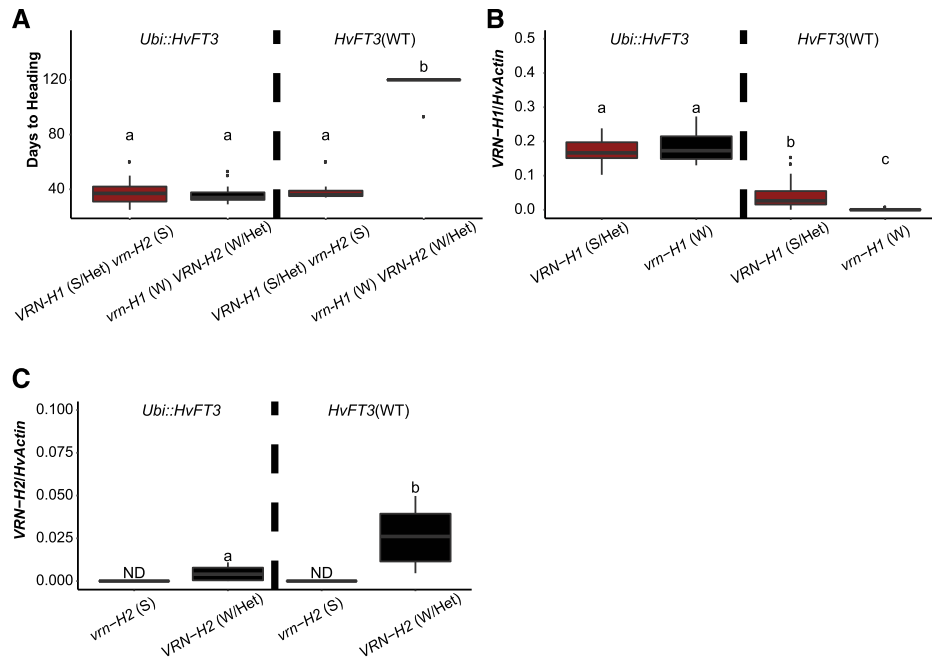 A
Ubi::HvFT3
HvFT3(WT)
Days to Heading
120
80
40
a
a
a
b
VRN-H1 (S/Het) vrn-H2 (S)
vrn-H1 (W) VRN-H2 (W/Het)
VRN-H1 (S/Het) vrn-H2 (S)
vrn-H1 (W) VRN-H2 (W/Het)
B
Ubi::HvFT3
HvFT3(WT)
VRN−H1/HvActin
0.5
0.4
0.3
0.2
0.1
0.0
a
a
b
c
VRN−H1 (S/Het)
vrn−H1 (W)
VRN−H1 (S/Het)
vrn−H1 (W)
C
Ubi::HvFT3
HvFT3(WT)
VRN−H2/HvActin
0.100
0.075
0.050
0.025
0.000
ND
a
ND
b
vrn−H2 (S)
VRN−H2 (W/Het)
vrn−H2 (S)
VRN−H2 (W/Het)